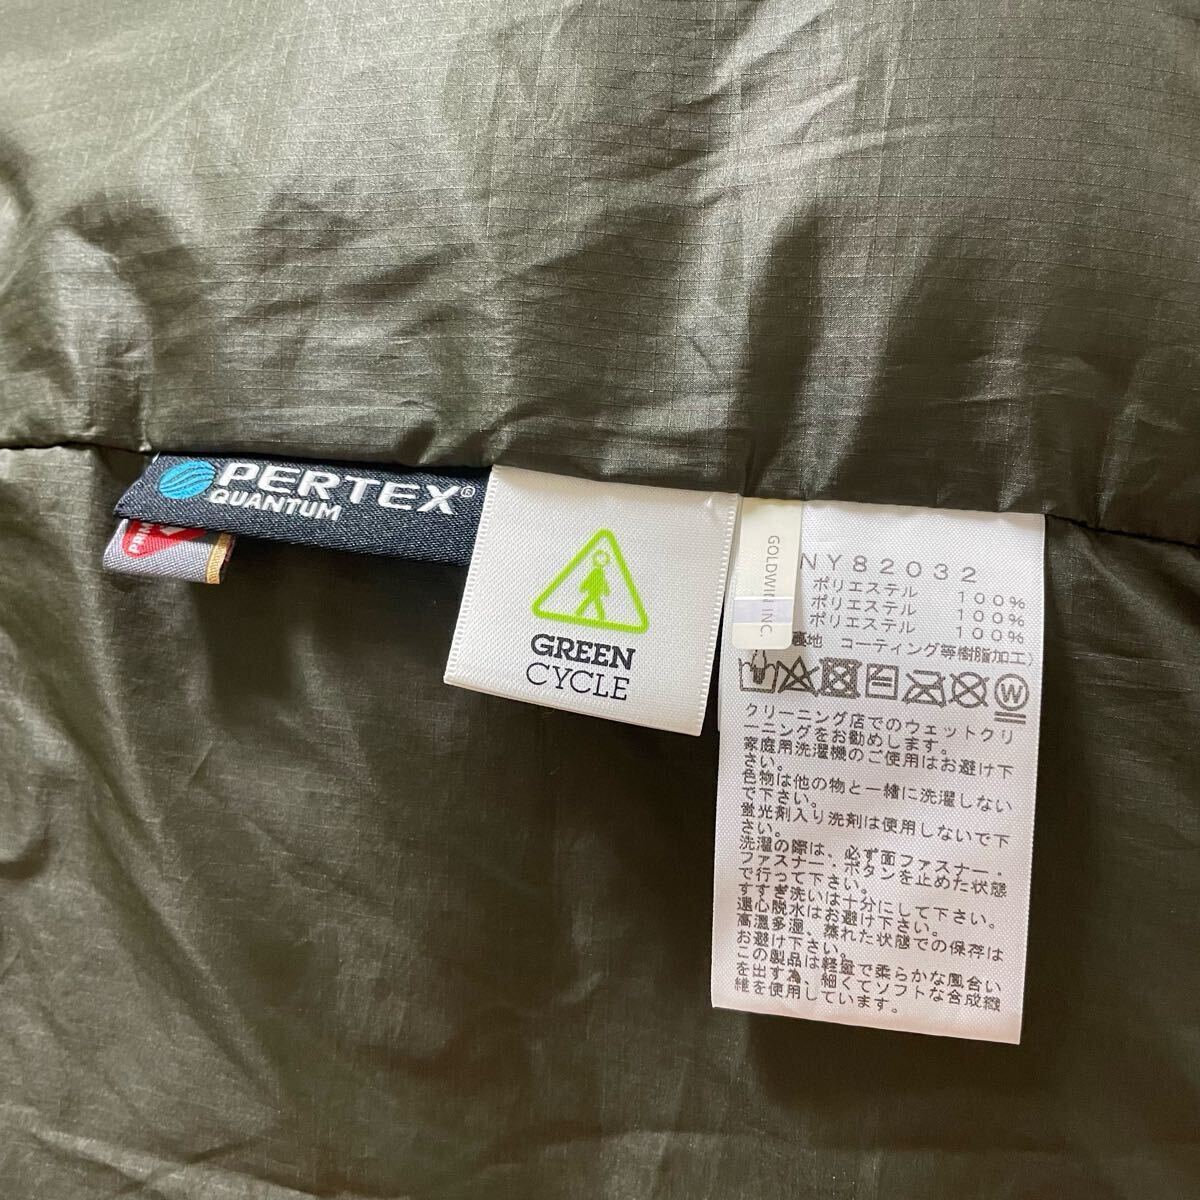 PERTEX®
QUANTUM
PRIM
GREEN
CYCLE
GOLDWIN INC.
NY82032
ポリエステル 100%
ポリエステル 100%
ポリエステル 100%
裏地 コーティング等樹脂加工)
W
クリーニング店でのウェットクリ
ーニングをお勧めします。
家庭用洗濯機のご使用はお避け下
さい。
色物は他の物と一緒に洗濯しない
で下さい。
蛍光剤入り洗剤は使用しないで下
さい。
洗濯の際は、必ず面ファスナー・
ファスナー・ボタンを止めた状態
で行って下さい。
すすぎ洗いは十分にして下さい。
遠心脱水はお避け下さい。
高温多湿、蒸れた状態での保存は
お避け下さい。
この製品は軽量で柔らかな風合い
を出す為、細くてソフトな合成繊
維を使用しています。